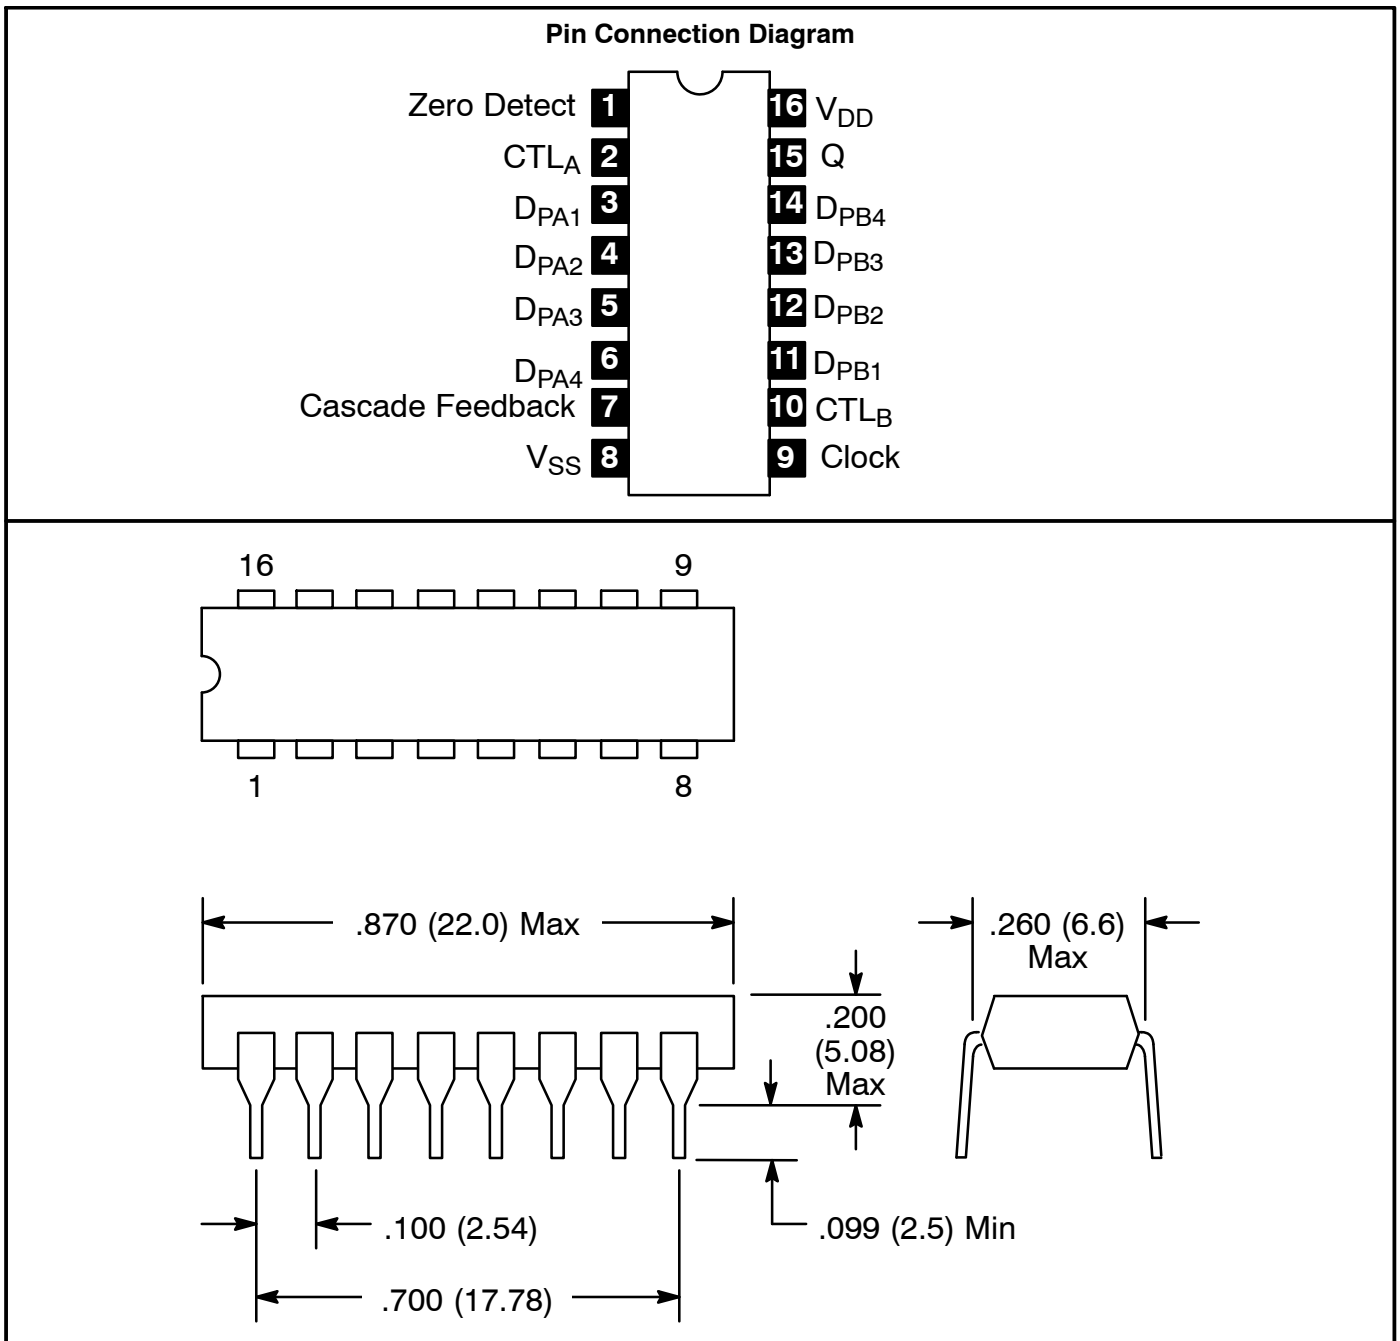 Pin Connection Diagram
Zero Detect 1 16 VDD
CTLA 2 15 Q
DPA1 3 14 DPB4
DPA2 4 13 DPB3
DPA3 5 12 DPB2
DPA4 6 11 DPB1
Cascade Feedback 7 10 CTLB
VSS 8 9 Clock
16 9
1 8
.870 (22.0) Max
.260 (6.6)
Max
.200
(5.08)
Max
.100 (2.54)
.099 (2.5) Min
.700 (17.78)